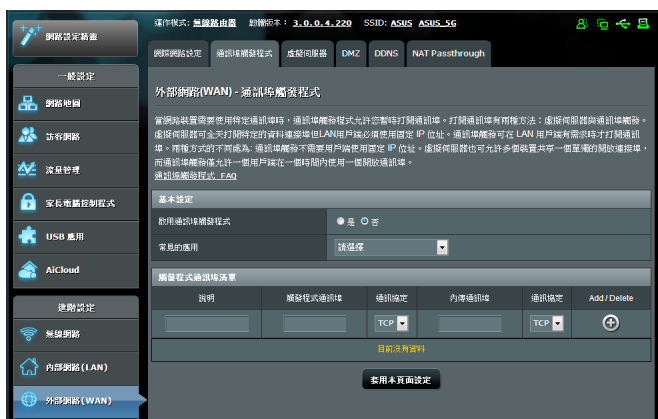 運作模式: 無線路由器 韌體版本: 3.0.0.4.220 SSID: ASUS ASUS_5G
網路設定精靈
網際網路設定 通訊埠觸發程式 虛擬伺服器 DMZ DDNS NAT Passthrough
一般設定
網路地圖
訪客網路
流量管理
家長電腦控制程式
USB 應用
AiCloud
進階設定
無線網路
內部網路(LAN)
外部網路(WAN)
外部網路(WAN) - 通訊埠觸發程式
當網路裝置需要使用特定通訊埠時，通訊埠觸發程式允許您暫時打開通訊埠。打開通訊埠有兩種方法：虛擬伺服器與通訊埠觸發。
虛擬伺服器可全天打開特定的資料連接埠但LAN用戶端必須使用固定 IP 位址。通訊埠觸發可在 LAN 用戶端有需求時才打開通訊
埠。兩種方式的不同處為: 通訊埠觸發不需要用戶端使用固定 IP 位址。虛擬伺服器也可允許多個裝置共享一個單獨的開放連接埠，
而通訊埠觸發僅允許一個用戶端在一個時間內使用一個開放通訊埠。
通訊埠觸發程式_FAQ
基本設定
啟用通訊埠觸發程式 是 否
常見的應用 請選擇
觸發程式通訊埠清單
說明 觸發程式通訊埠 通訊協定 內傳通訊埠 通訊協定 Add / Delete
TCP TCP
目前沒有資料
套用本頁面設定